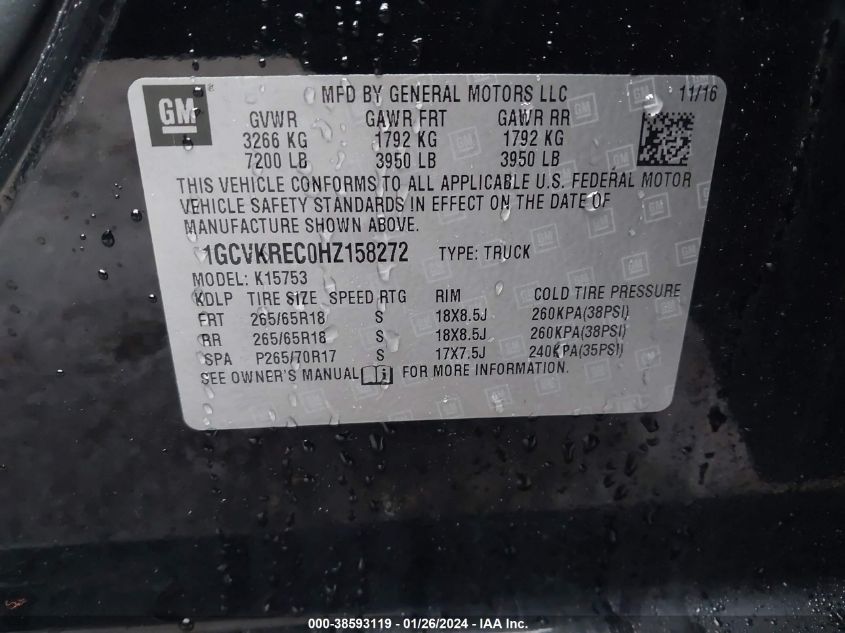 GM ®
MFD BY GENERAL MOTORS LLC 11/16
GVWR GAWR FRT GAWR RR
3266 KG 1792 KG 1792 KG
7200 LB 3950 LB 3950 LB
THIS VEHICLE CONFORMS TO ALL APPLICABLE U.S. FEDERAL MOTOR
VEHICLE SAFETY STANDARDS IN EFFECT ON THE DATE OF
MANUFACTURE SHOWN ABOVE.
1GCVKREC0HZ158272 TYPE: TRUCK
MODEL: K15753
KDLP TIRE SIZE SPEED RTG RIM COLD TIRE PRESSURE
FRT 265/65R18 S 18X8.5J 260KPA(38PSI)
RR 265/65R18 S 18X8.5J 260KPA(38PSI)
SPA P265/70R17 S 17X7.5J 240KPA(35PSI)
SEE OWNER'S MANUAL i FOR MORE INFORMATION.
000-38593119 - 01/26/2024 - IAA Inc.